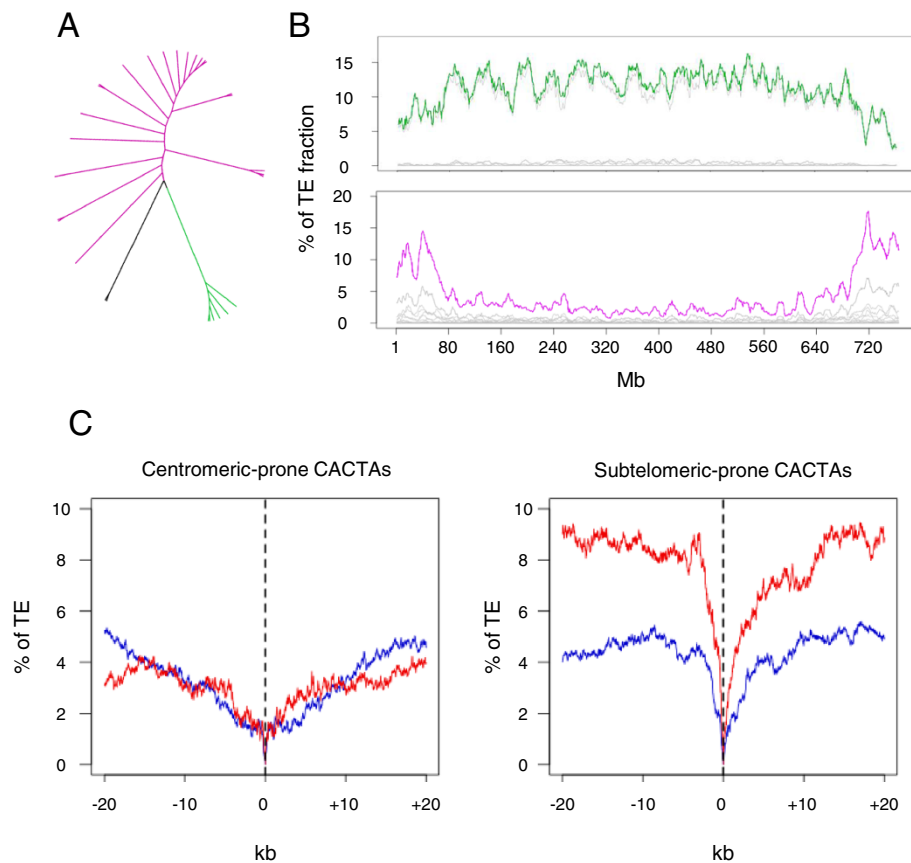 A
B
% of TE fraction
15
10
5
0
20
15
10
5
0
1 80 160 240 320 400 480 560 640 720
Mb
C
Centromeric-prone CACTAs
% of TE
10
8
6
4
2
0
-20 -10 0 +10 +20
kb
Subtelomeric-prone CACTAs
% of TE
10
8
6
4
2
0
-20 -10 0 +10 +20
kb